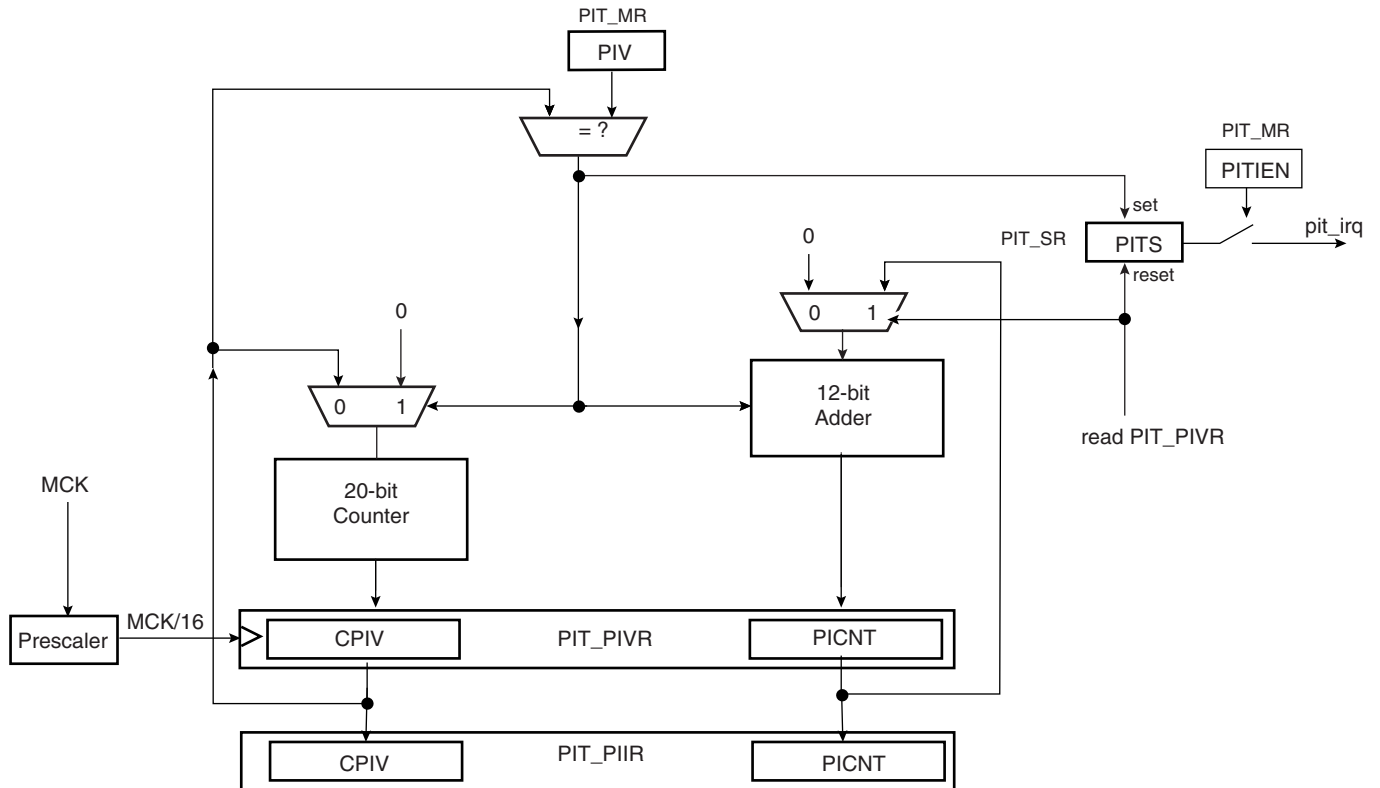 PIT_MR
PIV
= ?
PIT_MR
PITIEN
set
PIT_SR
PITS
pit_irq
reset
0
0 1
0
0 1
12-bit
Adder
read PIT_PIVR
MCK
20-bit
Counter
Prescaler
MCK/16
CPIV
PIT_PIVR
PICNT
CPIV
PIT_PIIR
PICNT